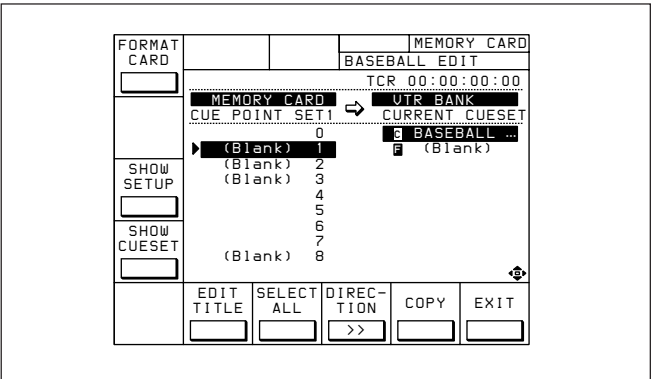 FORMAT CARD
MEMORY CARD
BASEBALL EDIT
TCR 00:00:00:00
MEMORY CARD
VTR BANK
CUE POINT SET1
CURRENT CUESET
0
(Blank) 1
(Blank) 2
(Blank) 3
4
5
6
7
(Blank) 8
C BASEBALL ...
F (Blank)
SHOW SETUP
SHOW CUESET
EDIT TITLE
SELECT ALL
DIREC-TION
>>
COPY
EXIT